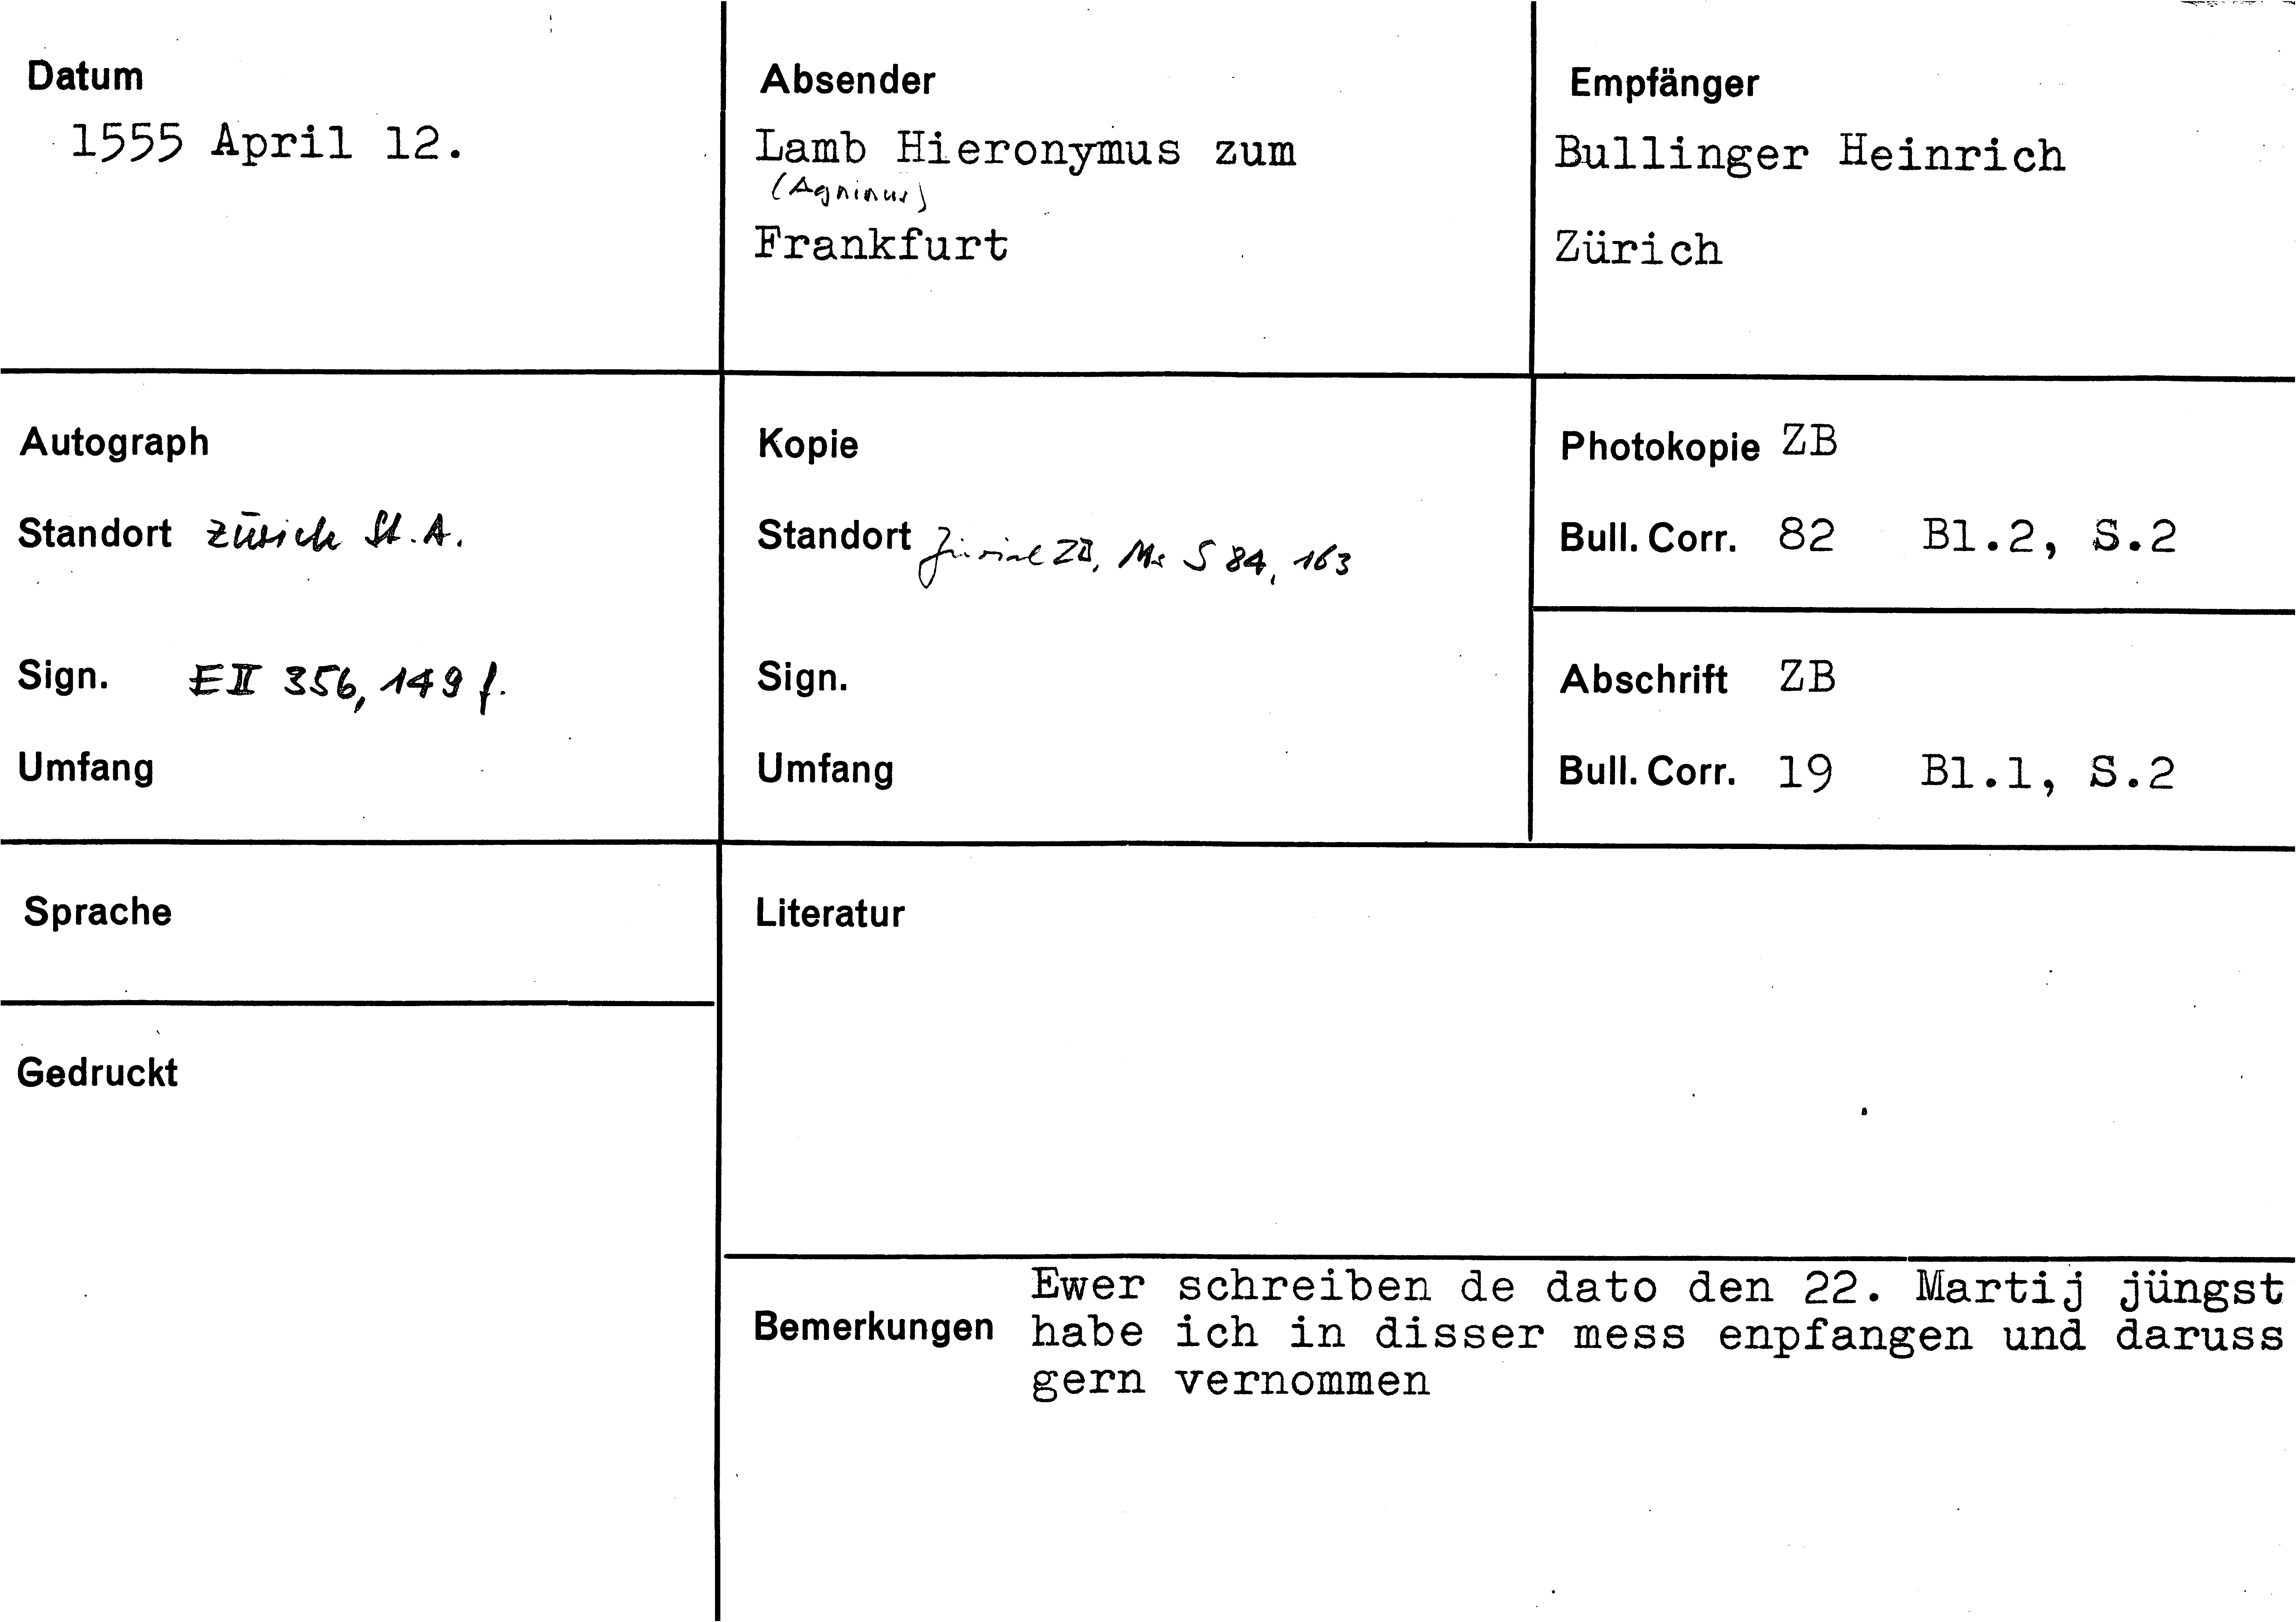 Datum
1555 April 12.
Absender
Lamb Hieronymus zum
(Agninus)
Frankfurt
Empfänger
Bullinger Heinrich
Zürich
Autograph
Standort Zürich St.A.
Sign. E II 356, 149 f.
Umfang
Kopie
Standort Zürich ZB, Ms S 84, 163
Sign.
Umfang
Photokopie ZB
Bull. Corr. 82 Bl.2, S.2
Abschrift ZB
Bull. Corr. 19 Bl.1, S.2
Sprache
Gedruckt
Literatur
Bemerkungen
Ewer schreiben de dato den 22. Martij jüngst
habe ich in disser mess enpfangen und daruss
gern vernommen